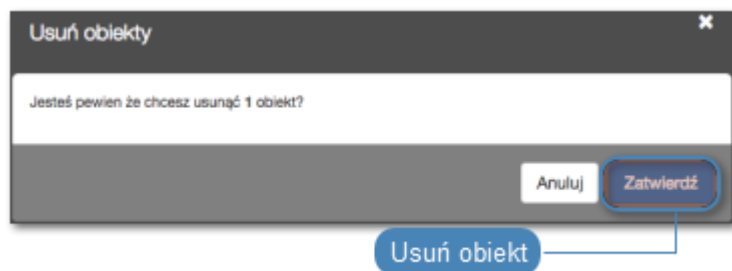 Usuń obiekty
Jesteś pewien że chcesz usunąć 1 obiekt?
Anuluj Zatwierdź
Usuń obiekt